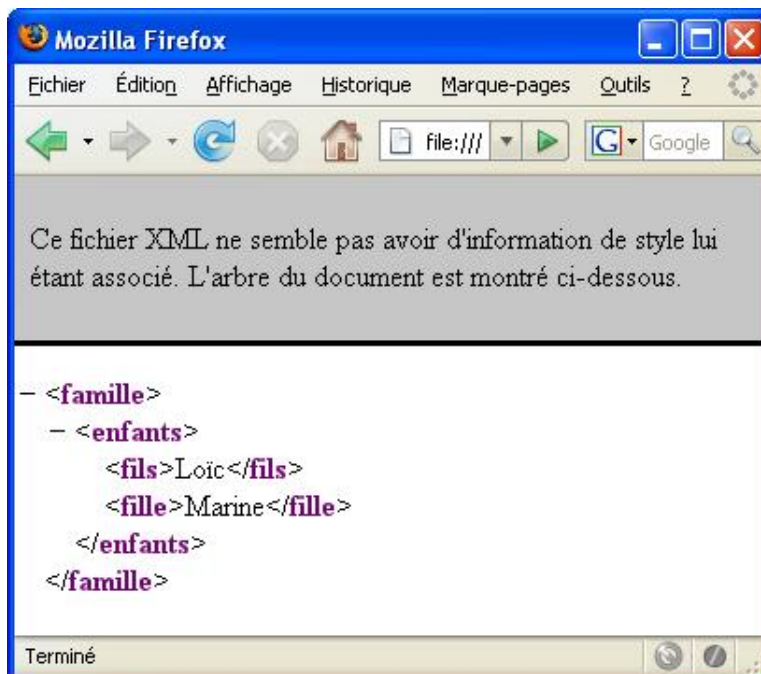 Mozilla Firefox
Fichier Édition Affichage Historique Marque-pages Outils ?
file:/// G Google
Ce fichier XML ne semble pas avoir d'information de style lui
étant associé. L'arbre du document est montré ci-dessous.
− <famille>
− <enfants>
<fils>Loïc</fils>
<fille>Marine</fille>
</enfants>
</famille>
Terminé